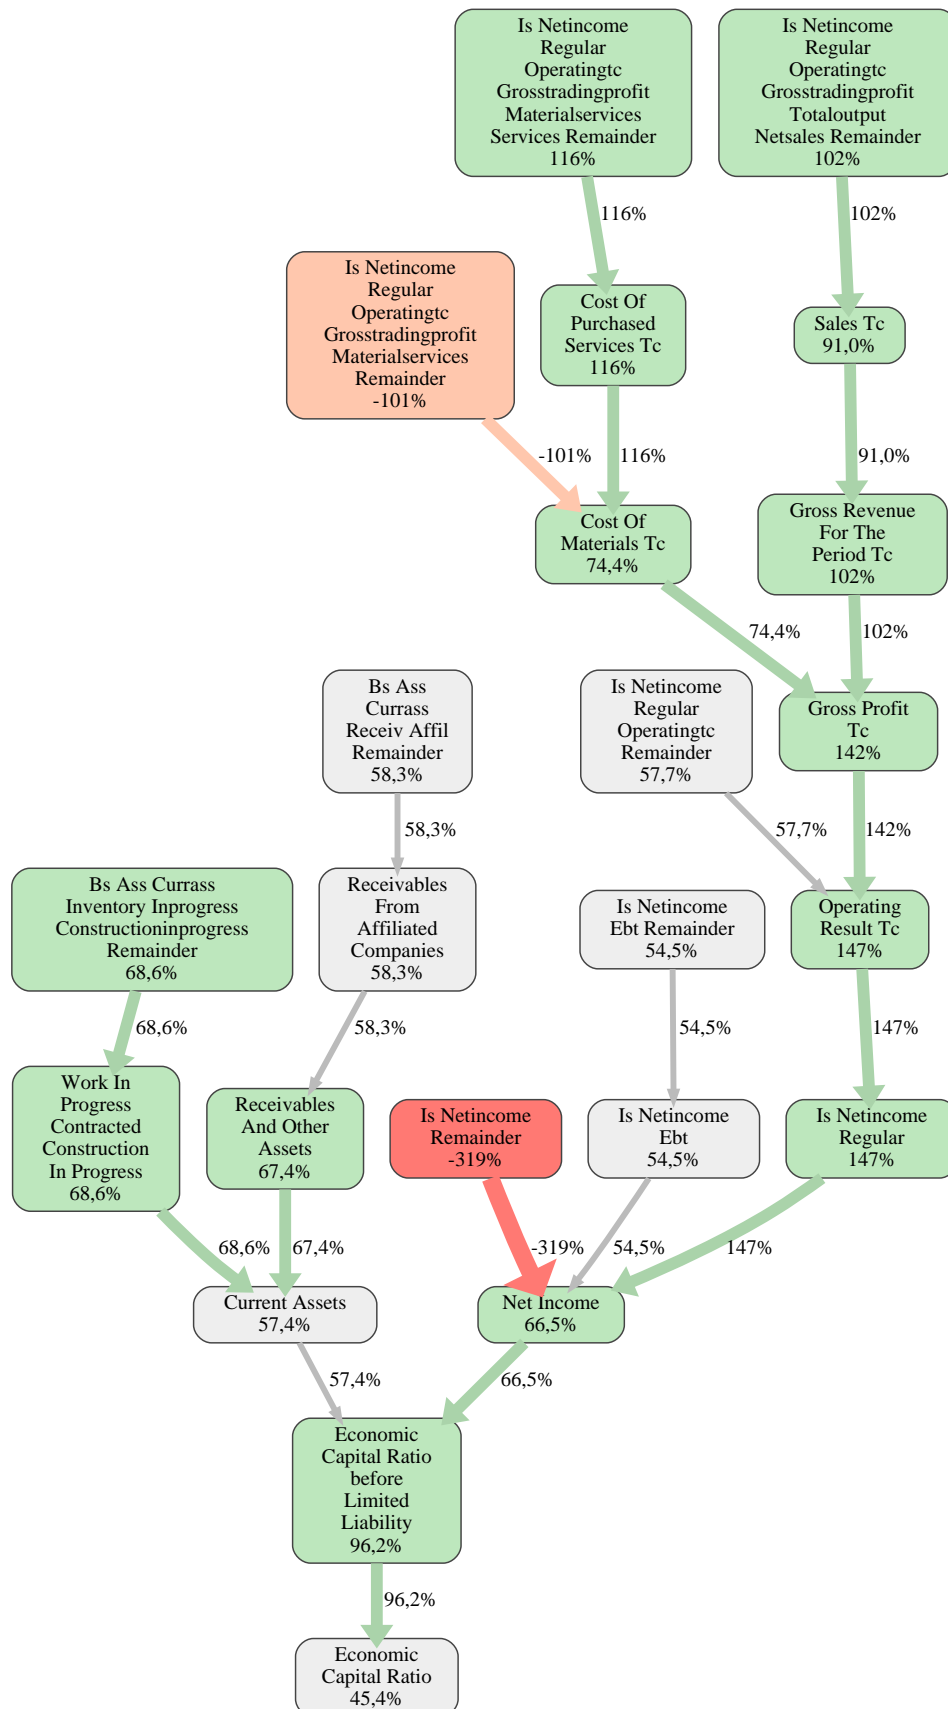 Is Netincome
Regular
Operatingtc
Grosstradingprofit
Materialservices
Services Remainder
116%
Is Netincome
Regular
Operatingtc
Grosstradingprofit
Totaloutput
Netsales Remainder
102%
116%
102%
Is Netincome
Regular
Operatingtc
Grosstradingprofit
Materialservices
Remainder
-101%
Cost Of
Purchased
Services Tc
116%
Sales Tc
91,0%
-101%
116%
91,0%
Cost Of
Materials Tc
74,4%
Gross Revenue
For The
Period Tc
102%
74,4%
102%
Bs Ass
Currass
Receiv Affil
Remainder
58,3%
Is Netincome
Regular
Operatingtc
Remainder
57,7%
Gross Profit
Tc
142%
58,3%
57,7%
142%
Bs Ass Currass
Inventory Inprogress
Constructioninprogress
Remainder
68,6%
Receivables
From
Affiliated
Companies
58,3%
Is Netincome
Ebt Remainder
54,5%
Operating
Result Tc
147%
68,6%
58,3%
54,5%
147%
Work In
Progress
Contracted
Construction
In Progress
68,6%
Receivables
And Other
Assets
67,4%
Is Netincome
Remainder
-319%
Is Netincome
Ebt
54,5%
Is Netincome
Regular
147%
68,6%
67,4%
-319%
54,5%
147%
Current Assets
57,4%
Net Income
66,5%
57,4%
66,5%
Economic
Capital Ratio
before
Limited
Liability
96,2%
96,2%
Economic
Capital Ratio
45,4%